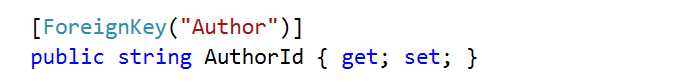 [ForeignKey("Author")]
public string AuthorId { get; set; }